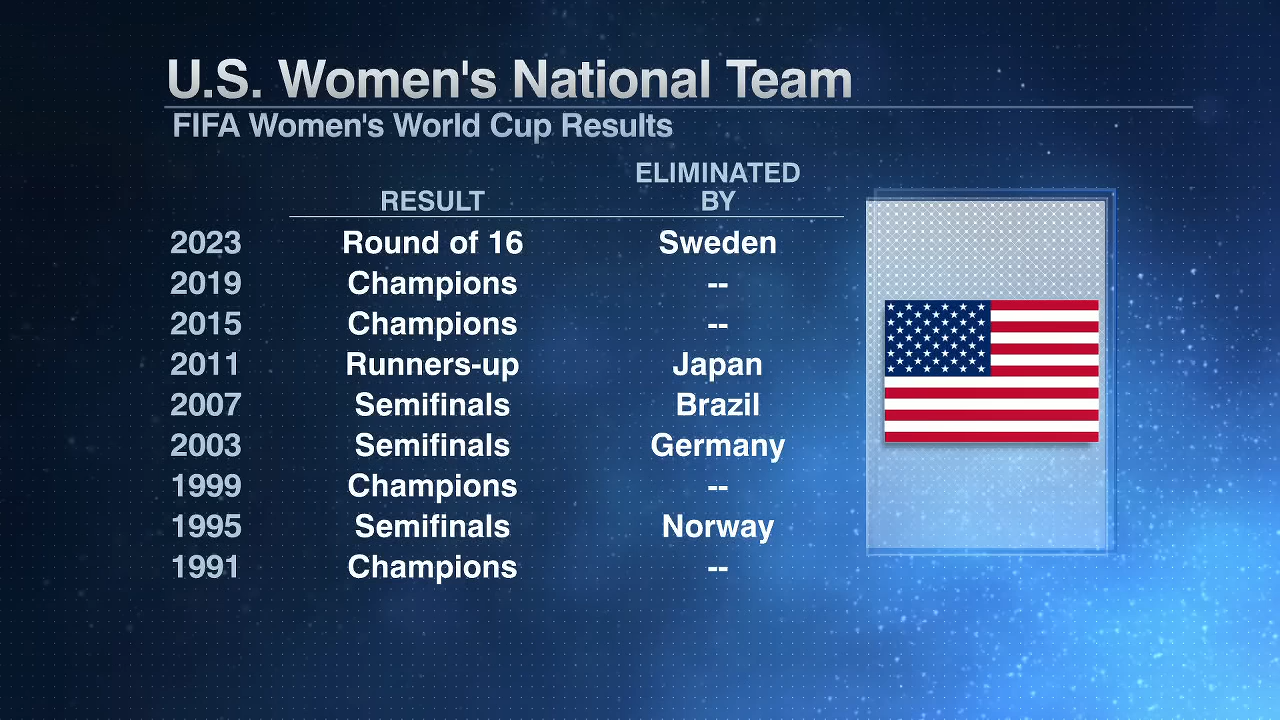 U.S. Women's National Team
FIFA Women's World Cup Results
ELIMINATED
RESULT BY
2023 Round of 16 Sweden
2019 Champions --
2015 Champions --
2011 Runners-up Japan
2007 Semifinals Brazil
2003 Semifinals Germany
1999 Champions --
1995 Semifinals Norway
1991 Champions --